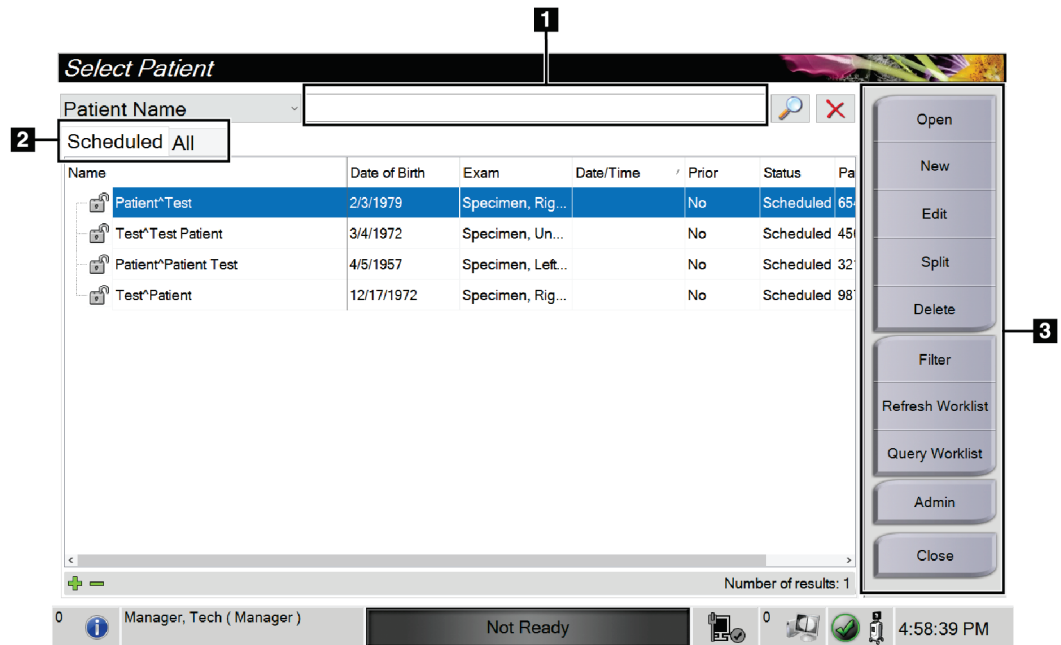 1
Select Patient
Patient Name
2
Scheduled All
Name Date of Birth Exam Date/Time Prior Status Pa
Patient^Test 2/3/1979 Specimen, Rig... No Scheduled 654
Test^Test Patient 3/4/1972 Specimen, Un... No Scheduled 456
Patient^Patient Test 4/5/1957 Specimen, Left... No Scheduled 321
Test^Patient 12/17/1972 Specimen, Rig... No Scheduled 987
Number of results: 1
Open
New
Edit
Split
Delete
3
Filter
Refresh Worklist
Query Worklist
Admin
Close
0 Manager, Tech ( Manager ) Not Ready 0 4:58:39 PM